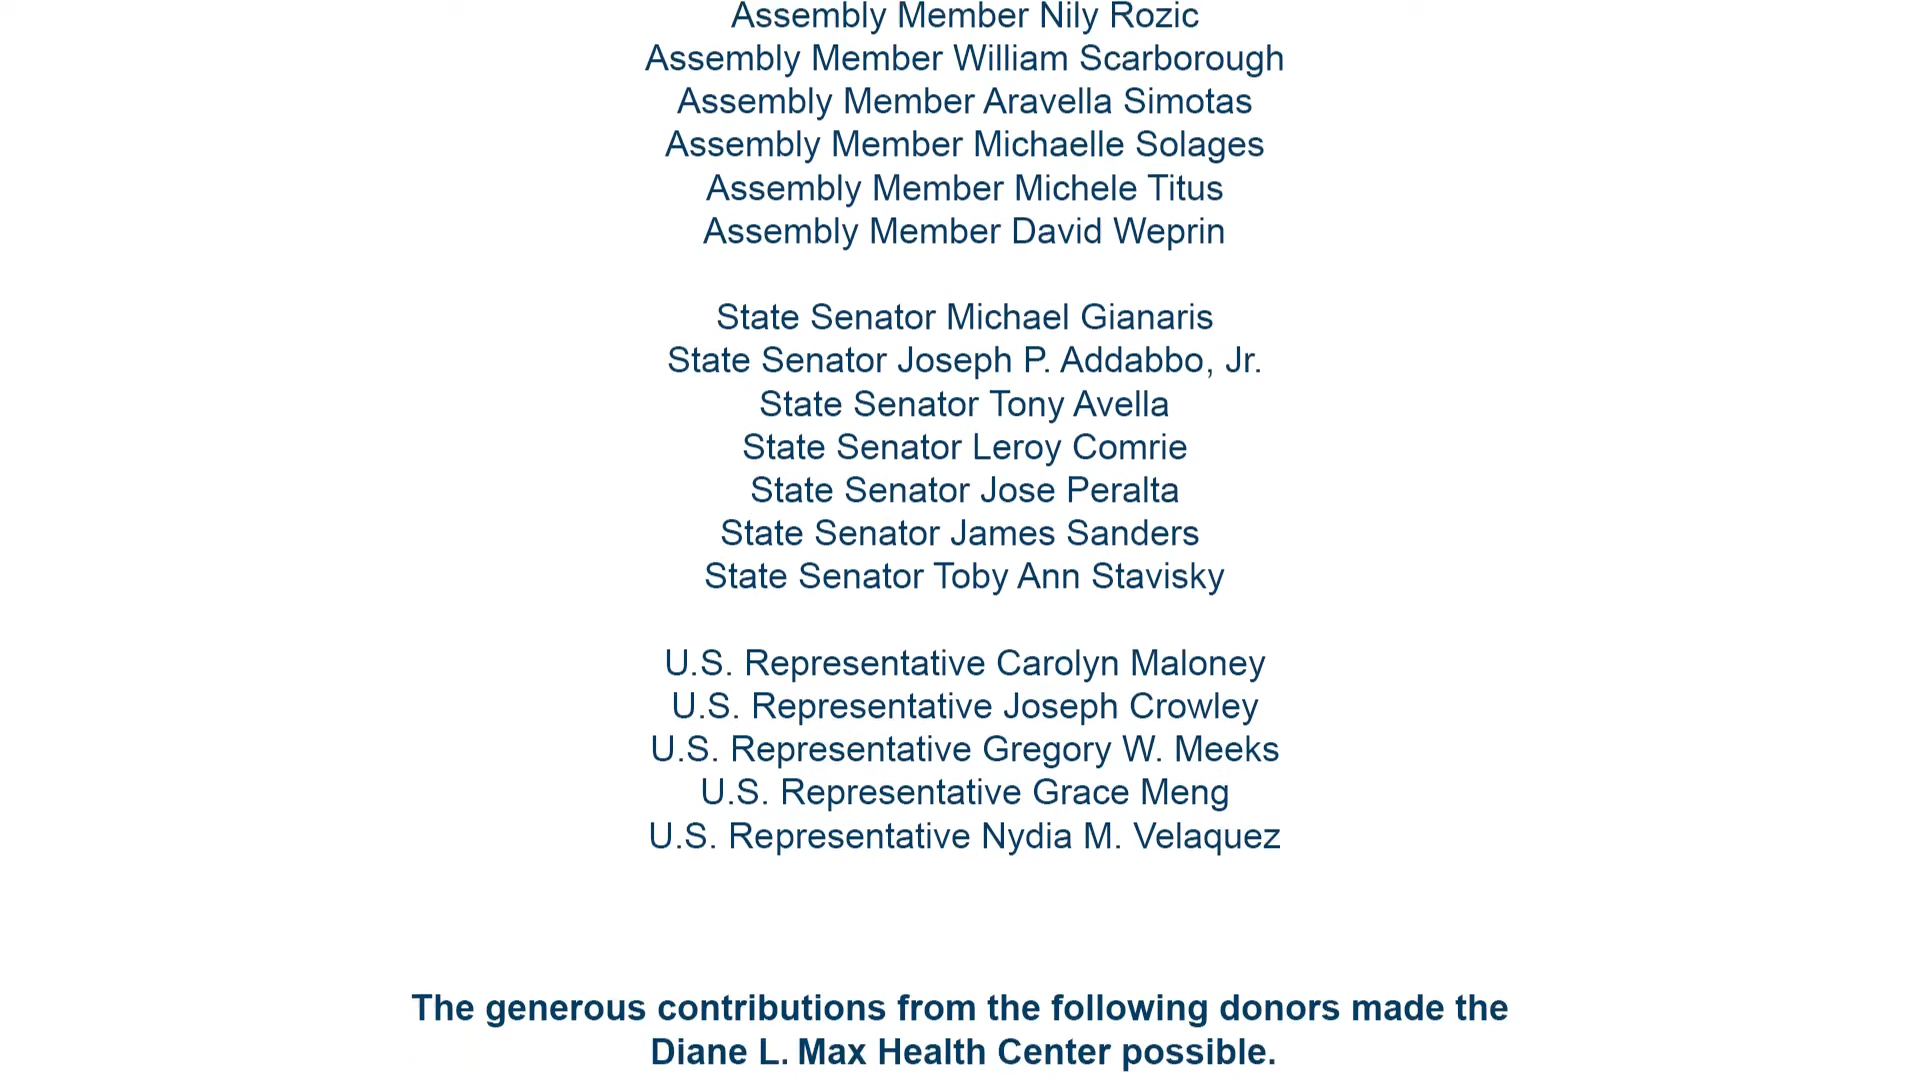 Assembly Member Nily Rozic
Assembly Member William Scarborough
Assembly Member Aravella Simotas
Assembly Member Michaelle Solages
Assembly Member Michele Titus
Assembly Member David Weprin
State Senator Michael Gianaris
State Senator Joseph P. Addabbo, Jr.
State Senator Tony Avella
State Senator Leroy Comrie
State Senator Jose Peralta
State Senator James Sanders
State Senator Toby Ann Stavisky
U.S. Representative Carolyn Maloney
U.S. Representative Joseph Crowley
U.S. Representative Gregory W. Meeks
U.S. Representative Grace Meng
U.S. Representative Nydia M. Velaquez
The generous contributions from the following donors made the
Diane L. Max Health Center possible.